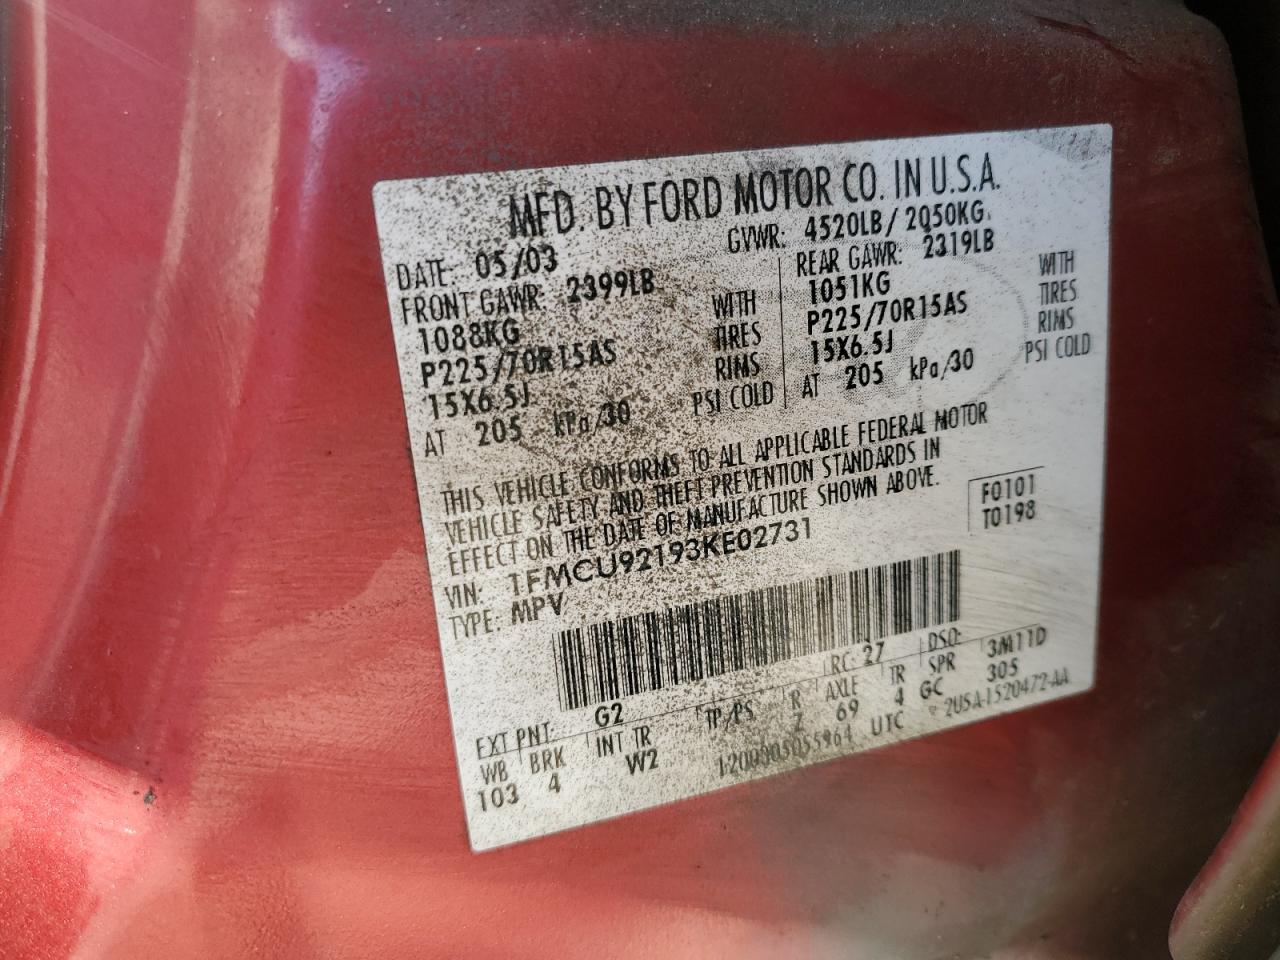 MFD. BY FORD MOTOR CO. IN U.S.A.
DATE: 05/03 GVWR: 4520LB/ 2050KG
FRONT GAWR: 2399LB REAR GAWR: 2319LB
1088KG WITH 1051KG WITH
P225/70R15AS TIRES P225/70R15AS TIRES
15X6.5J RIMS 15X6.5J RIMS
AT 205 kPa/30 PSI COLD AT 205 kPa/30 PSI COLD
THIS VEHICLE CONFORMS TO ALL APPLICABLE FEDERAL MOTOR
VEHICLE SAFETY AND THEFT PREVENTION STANDARDS IN
EFFECT ON THE DATE OF MANUFACTURE SHOWN ABOVE.
VIN: 1FMCU92193KE02731 F0101
TYPE: MPV T0198
EXT PNT: G2 RC: 27 DSO: 3M11D
WB BRK INT TR TP/PS R AXLE TR SPR 305
103 4 W2 Z 69 4 GC
UTC